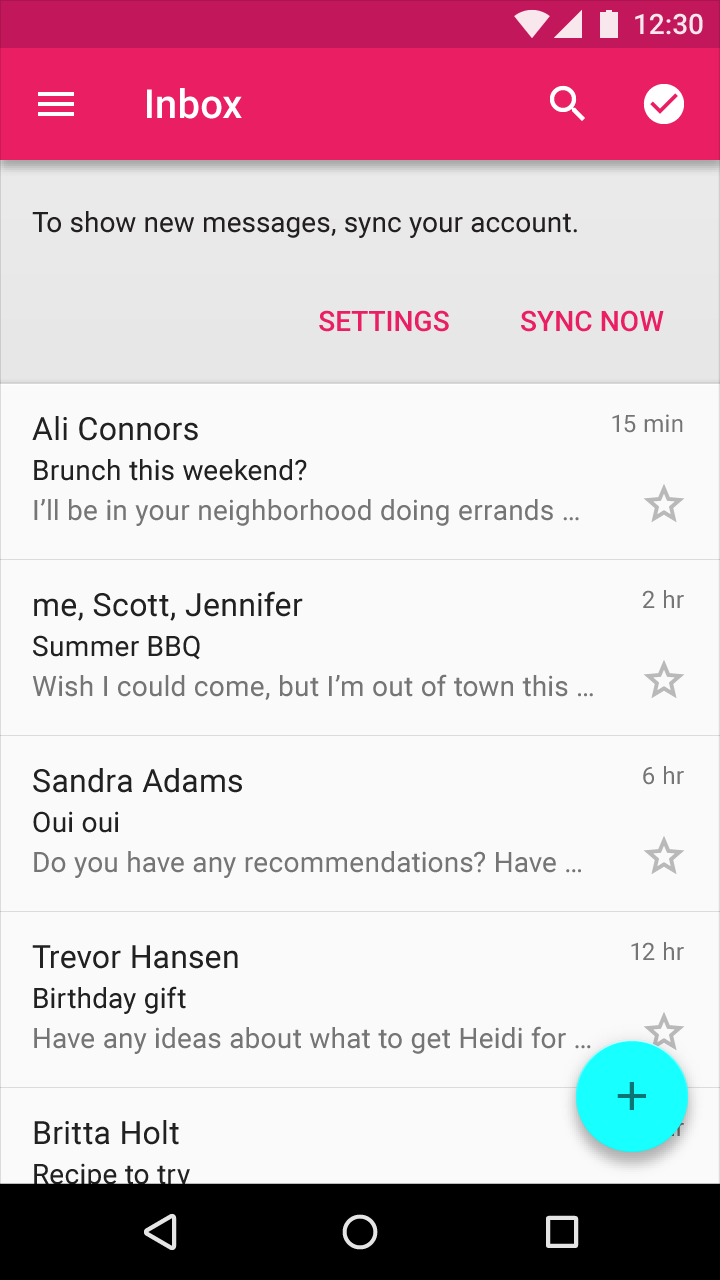 12:30
Inbox
To show new messages, sync your account.
SETTINGS SYNC NOW
Ali Connors 15 min
Brunch this weekend?
I’ll be in your neighborhood doing errands ...
me, Scott, Jennifer 2 hr
Summer BBQ
Wish I could come, but I’m out of town this ...
Sandra Adams 6 hr
Oui oui
Do you have any recommendations? Have ...
Trevor Hansen 12 hr
Birthday gift
Have any ideas about what to get Heidi for ...
Britta Holt
Recipe to try